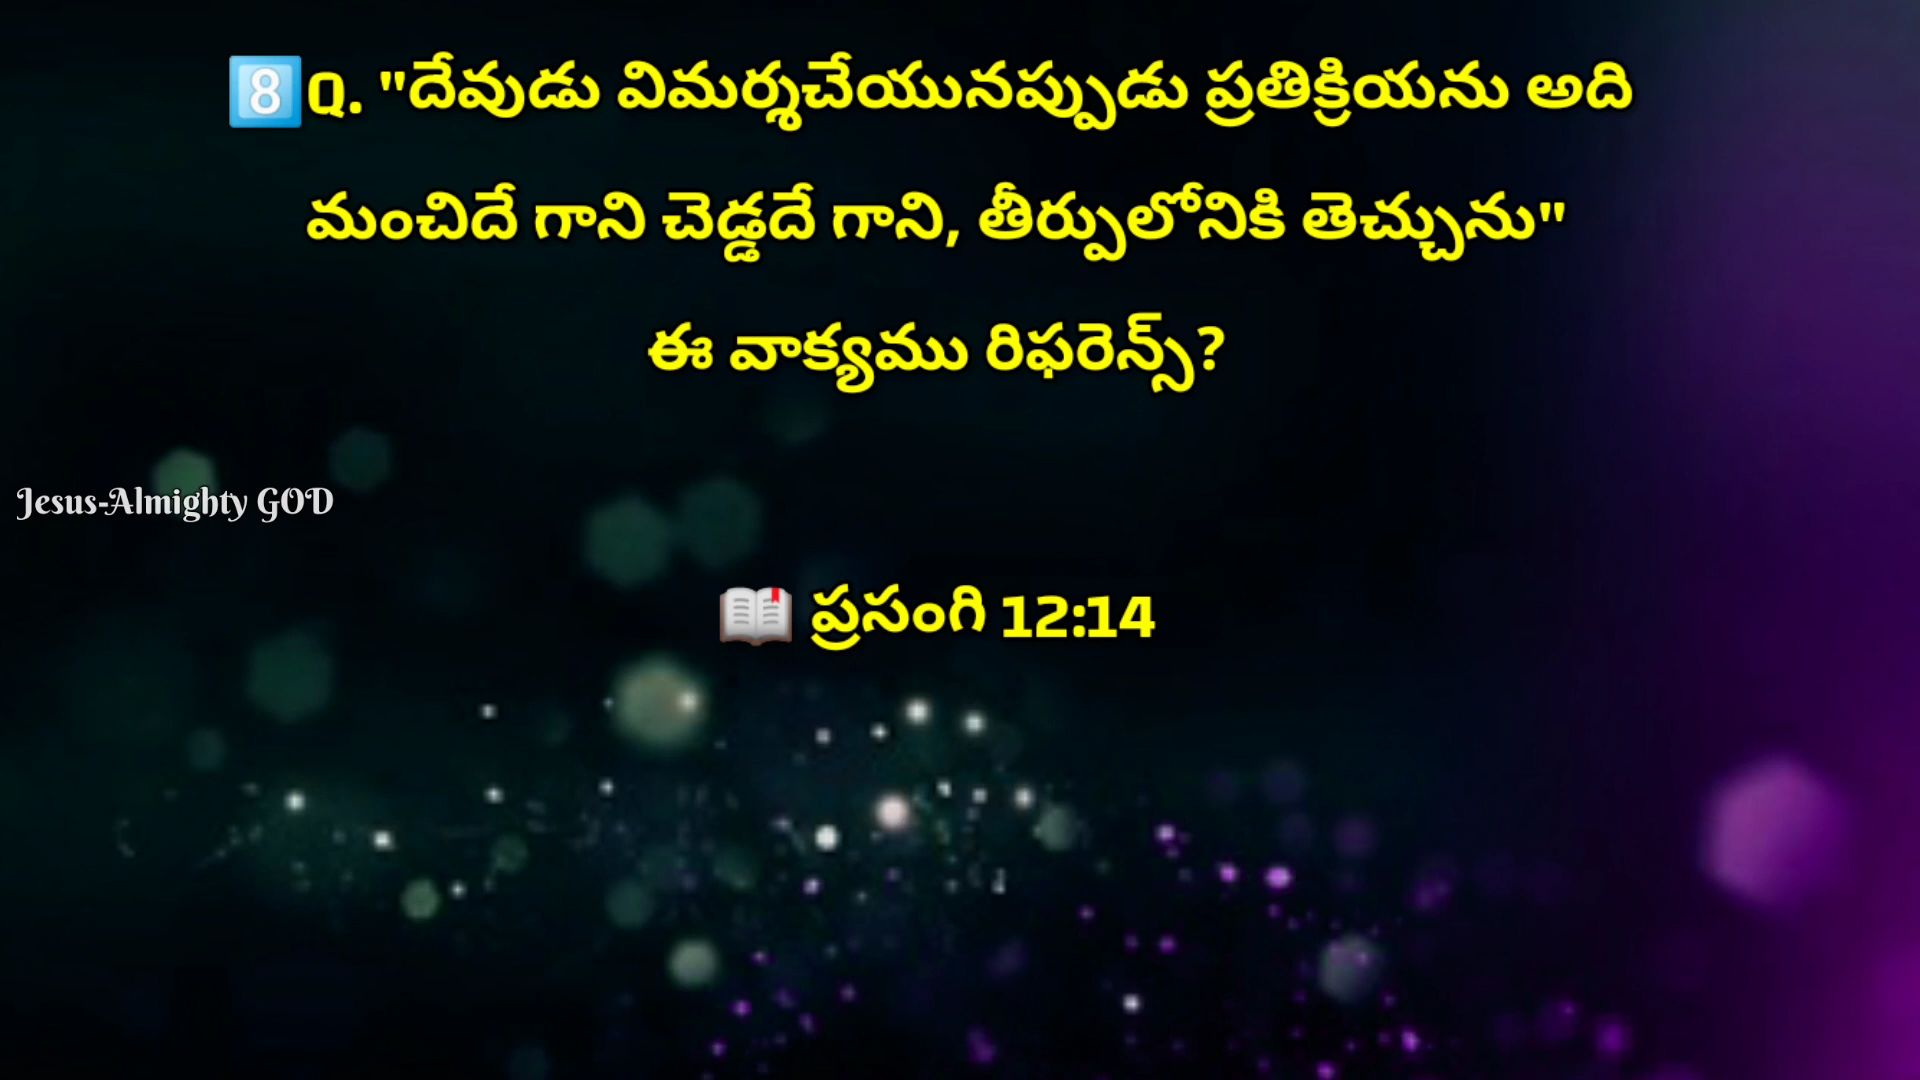 8️⃣Q. "దేవుడు విమర్శచేయునప్పుడు ప్రతిక్రియను అది
మంచిదే గాని చెడ్డదే గాని, తీర్పులోనికి తెచ్చును"
ఈ వాక్యము రిఫరెన్స్?
Jesus-Almighty GOD
📖 ప్రసంగి 12:14